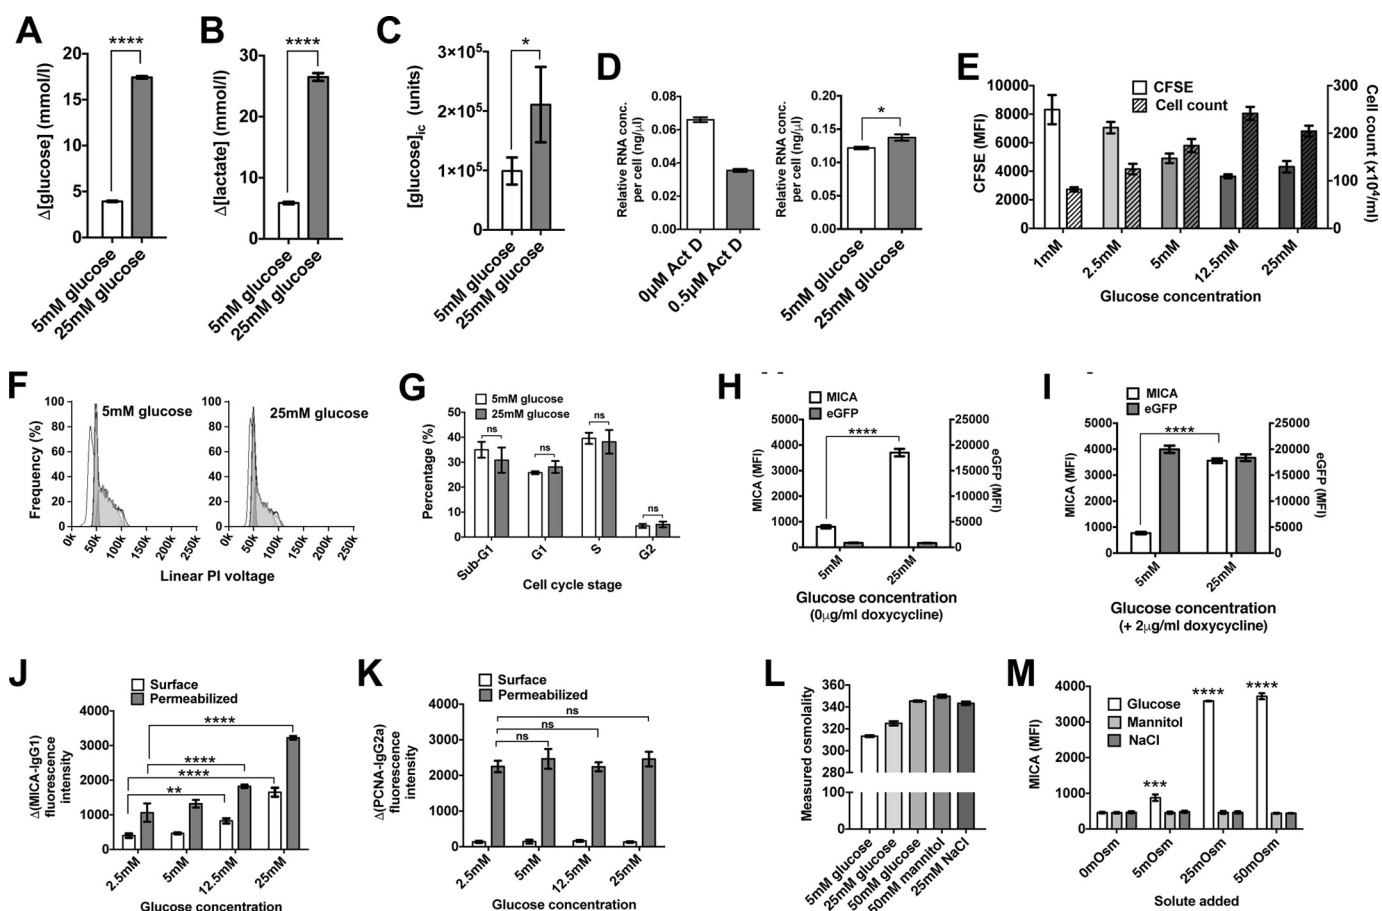 A
****
20
15
10
5
0
Δ[glucose] (mmol/l)
5mM glucose
25mM glucose
B
****
30
20
10
0
Δ[lactate] (mmol/l)
5mM glucose
25mM glucose
C
*
3×10⁵
2×10⁵
1×10⁵
0
[glucose]ic (units)
5mM glucose
25mM glucose
D
0.08
0.06
0.04
0.02
0.00
Relative RNA conc.
per cell (ng/μl)
0μM Act D
0.5μM Act D
*
0.20
0.15
0.10
0.05
0.00
Relative RNA conc.
per cell (ng/μl)
5mM glucose
25mM glucose
E
CFSE
Cell count
10000
8000
6000
4000
2000
0
CFSE (MFI)
300
200
100
0
Cell count (x10⁴/ml)
1mM
2.5mM
5mM
12.5mM
25mM
Glucose concentration
F
5mM glucose
25mM glucose
100
80
60
40
20
0
Frequency (%)
100
80
60
40
20
0
0k
50k
100k
150k
200k
250k
0k
50k
100k
150k
200k
250k
Linear PI voltage
G
5mM glucose
25mM glucose
50
40
30
20
10
0
Percentage (%)
ns
ns
ns
ns
Sub-G1
G1
S
G2
Cell cycle stage
H
MICA
eGFP
****
5000
4000
3000
2000
1000
0
MICA (MFI)
25000
20000
15000
10000
5000
0
eGFP (MFI)
5mM
25mM
Glucose concentration
(0μg/ml doxycycline)
I
MICA
eGFP
****
5000
4000
3000
2000
1000
0
MICA (MFI)
25000
20000
15000
10000
5000
0
eGFP (MFI)
5mM
25mM
Glucose concentration
(+ 2μg/ml doxycycline)
J
Surface
Permeabilized
4000
3000
2000
1000
0
Δ(MICA-IgG1)
fluorescence
intensity
****
****
****
**
2.5mM
5mM
12.5mM
25mM
Glucose concentration
K
Surface
Permeabilized
4000
3000
2000
1000
0
Δ(PCNA-IgG2a)
fluorescence
intensity
ns
ns
ns
2.5mM
5mM
12.5mM
25mM
Glucose concentration
L
360
340
320
300
280
100
0
Measured osmolality
5mM glucose
25mM glucose
50mM glucose
50mM mannitol
25mM NaCl
M
Glucose
Mannitol
NaCl
4000
3000
2000
1000
0
MICA (MFI)
***
****
****
0mOsm
5mOsm
25mOsm
50mOsm
Solute added